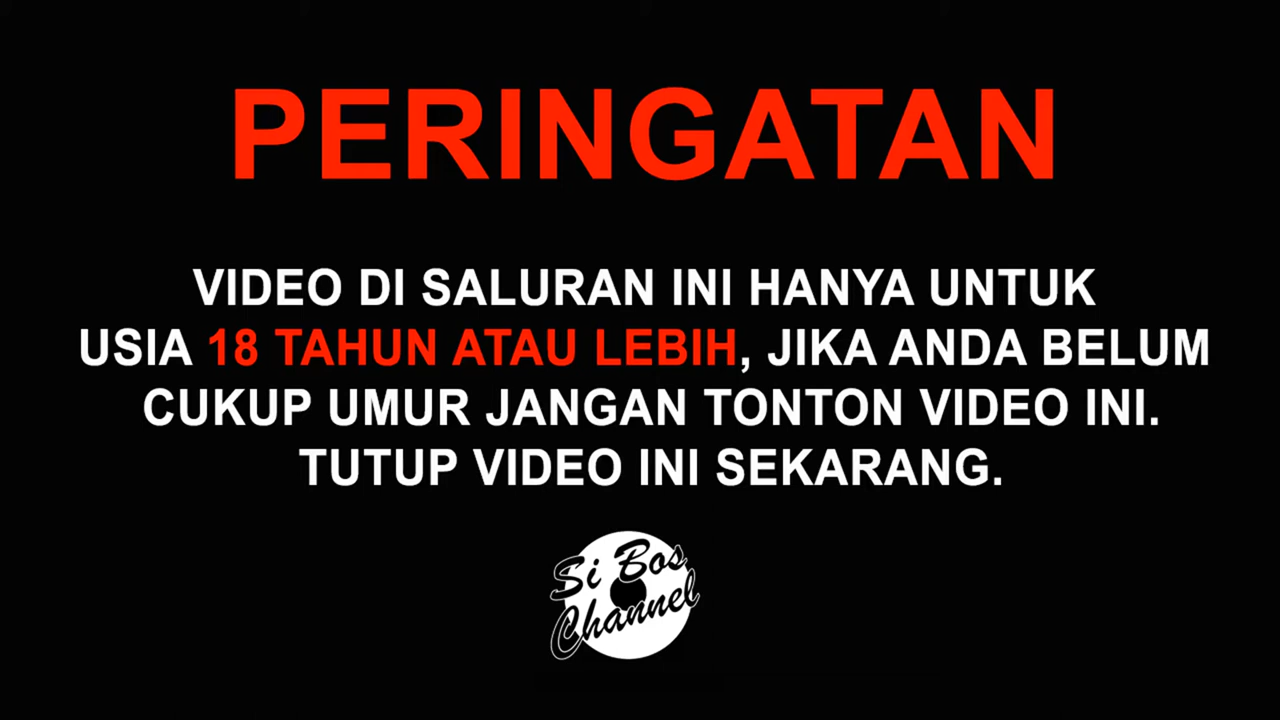 PERINGATAN
VIDEO DI SALURAN INI HANYA UNTUK
USIA 18 TAHUN ATAU LEBIH, JIKA ANDA BELUM
CUKUP UMUR JANGAN TONTON VIDEO INI.
TUTUP VIDEO INI SEKARANG.
Si Bos
Channel